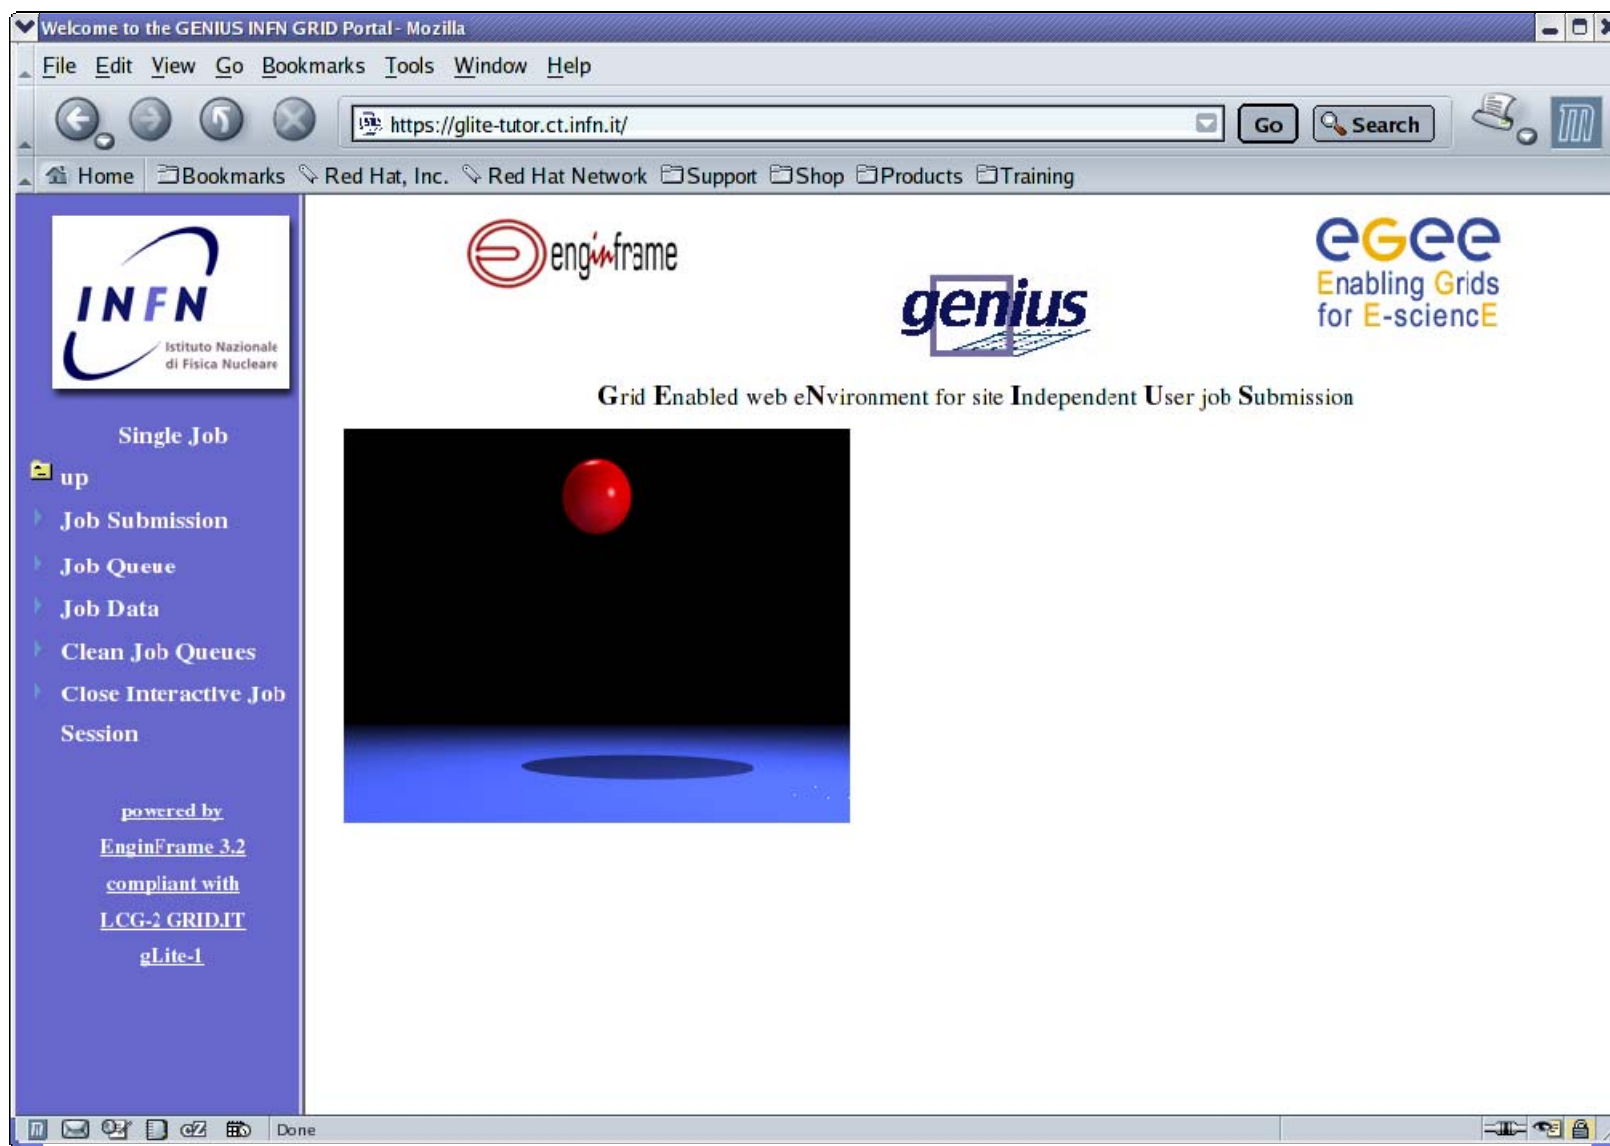 Welcome to the GENIUS INFN GRID Portal - Mozilla
File Edit View Go Bookmarks Tools Window Help
https://glite-tutor.ct.infn.it/ Go Search
Home Bookmarks Red Hat, Inc. Red Hat Network Support Shop Products Training
INFN
Istituto Nazionale
di Fisica Nucleare
enginframe
genius
egee
Enabling Grids
for E-sciencE
Grid Enabled web eNvironment for site Independent User job Submission
Single Job
up
Job Submission
Job Queue
Job Data
Clean Job Queues
Close Interactive Job
Session
powered by
EnginFrame 3.2
compliant with
LCG-2 GRID.IT
gLite-1
Done